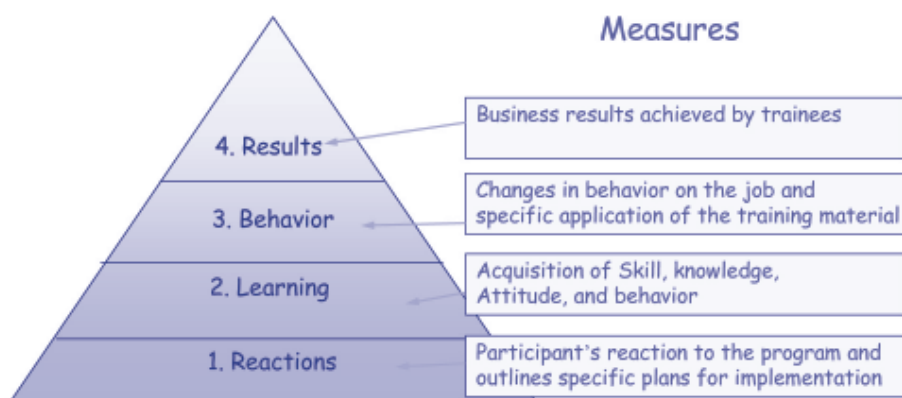 Measures
Business results achieved by trainees
4. Results
Changes in behavior on the job and
specific application of the training material
3. Behavior
Acquisition of Skill, knowledge,
Attitude, and behavior
2. Learning
Participant's reaction to the program and
outlines specific plans for implementation
1. Reactions